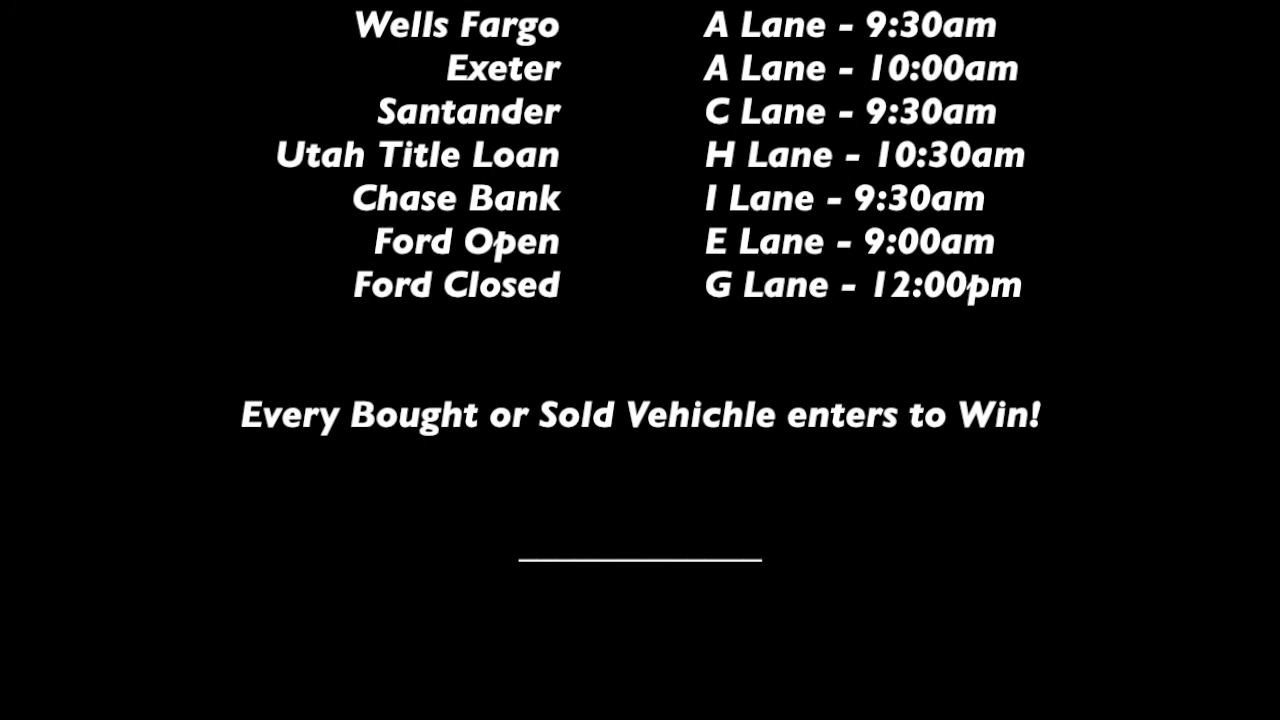 Wells Fargo A Lane - 9:30am
Exeter A Lane - 10:00am
Santander C Lane - 9:30am
Utah Title Loan H Lane - 10:30am
Chase Bank I Lane - 9:30am
Ford Open E Lane - 9:00am
Ford Closed G Lane - 12:00pm
Every Bought or Sold Vehichle enters to Win!